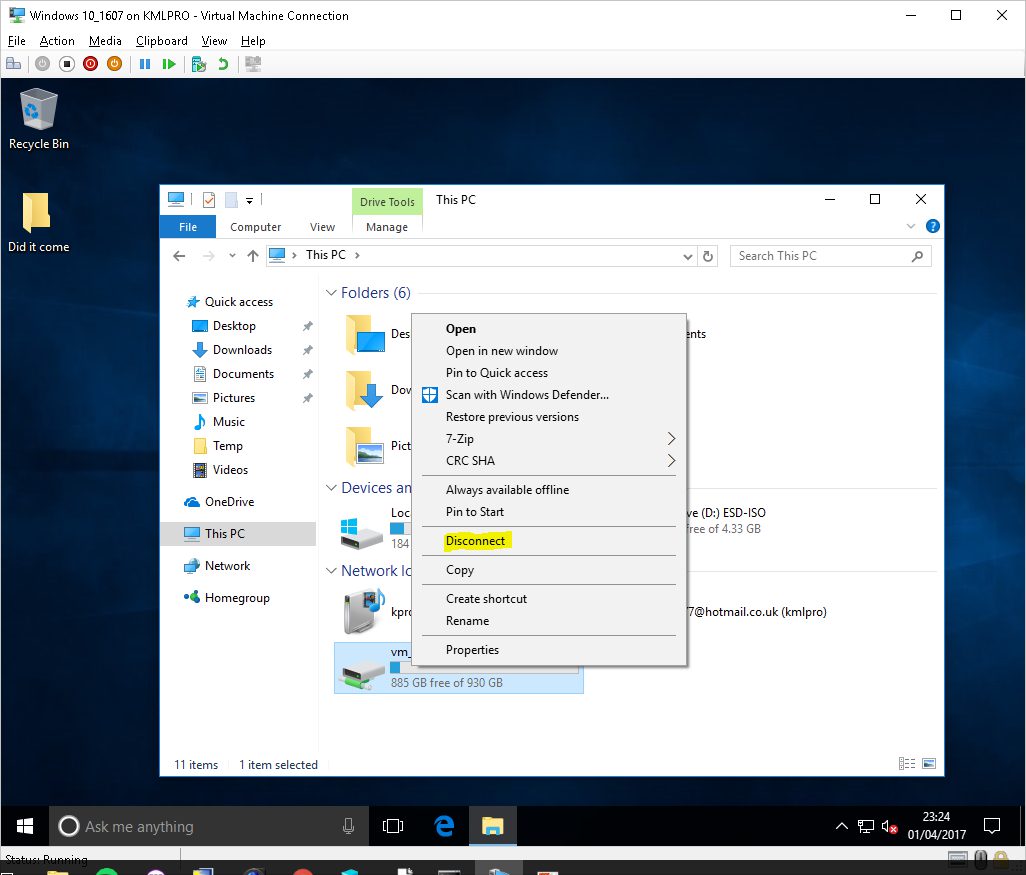 Windows 10_1607 on KMLPRO - Virtual Machine Connection
File Action Media Clipboard View Help
Recycle Bin
Did it come
Drive Tools This PC
File Computer View Manage
This PC
Search This PC
Quick access
Desktop
Downloads
Documents
Pictures
Music
Temp
Videos
OneDrive
This PC
Network
Homegroup
Folders (6)
Des
ents
Dow
Pict
Devices an
Loc
ve (D:) ESD-ISO
184
free of 4.33 GB
Network lo
kpro
7@hotmail.co.uk (kmlpro)
vm_
885 GB free of 930 GB
Open
Open in new window
Pin to Quick access
Scan with Windows Defender...
Restore previous versions
7-Zip
CRC SHA
Always available offline
Pin to Start
Disconnect
Copy
Create shortcut
Rename
Properties
11 items 1 item selected
Ask me anything
23:24
01/04/2017
Status: Running